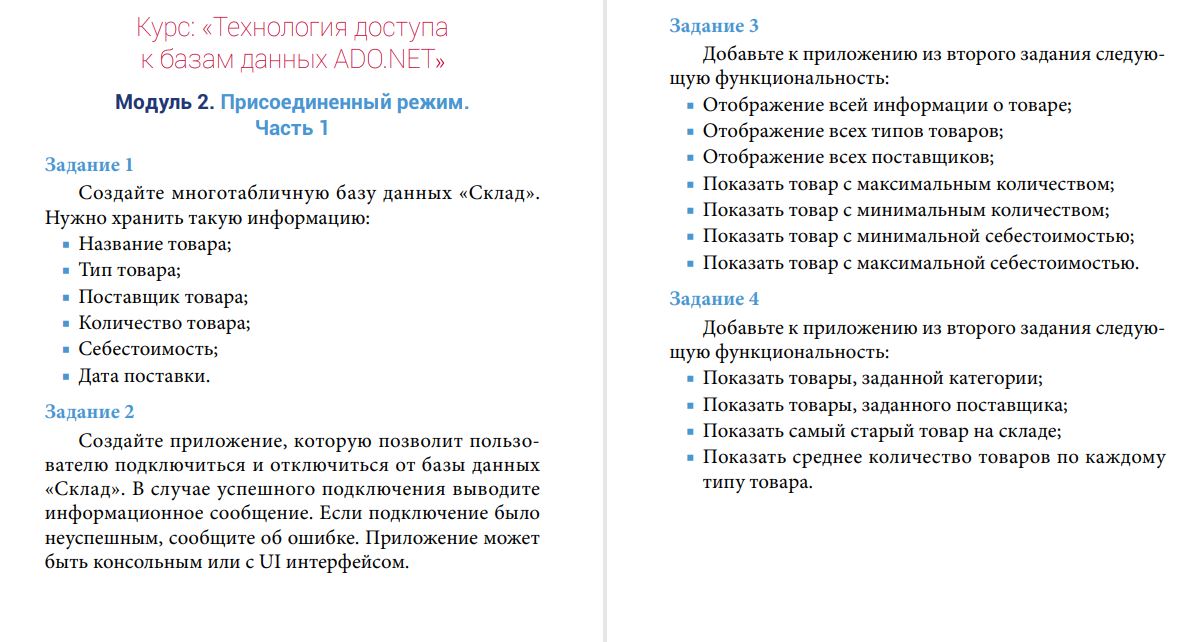 Курс: «Технология доступа
к базам данных ADO.NET»
Модуль 2. Присоединенный режим.
Часть 1
Задание 1
Создайте многотабличную базу данных «Склад».
Нужно хранить такую информацию:
▪ Название товара;
▪ Тип товара;
▪ Поставщик товара;
▪ Количество товара;
▪ Себестоимость;
▪ Дата поставки.
Задание 2
Создайте приложение, которую позволит пользо-
вателю подключиться и отключиться от базы данных
«Склад». В случае успешного подключения выводите
информационное сообщение. Если подключение было
неуспешным, сообщите об ошибке. Приложение может
быть консольным или с UI интерфейсом.
Задание 3
Добавьте к приложению из второго задания следую-
щую функциональность:
▪ Отображение всей информации о товаре;
▪ Отображение всех типов товаров;
▪ Отображение всех поставщиков;
▪ Показать товар с максимальным количеством;
▪ Показать товар с минимальным количеством;
▪ Показать товар с минимальной себестоимостью;
▪ Показать товар с максимальной себестоимостью.
Задание 4
Добавьте к приложению из второго задания следую-
щую функциональность:
▪ Показать товары, заданной категории;
▪ Показать товары, заданного поставщика;
▪ Показать самый старый товар на складе;
▪ Показать среднее количество товаров по каждому
типу товара.